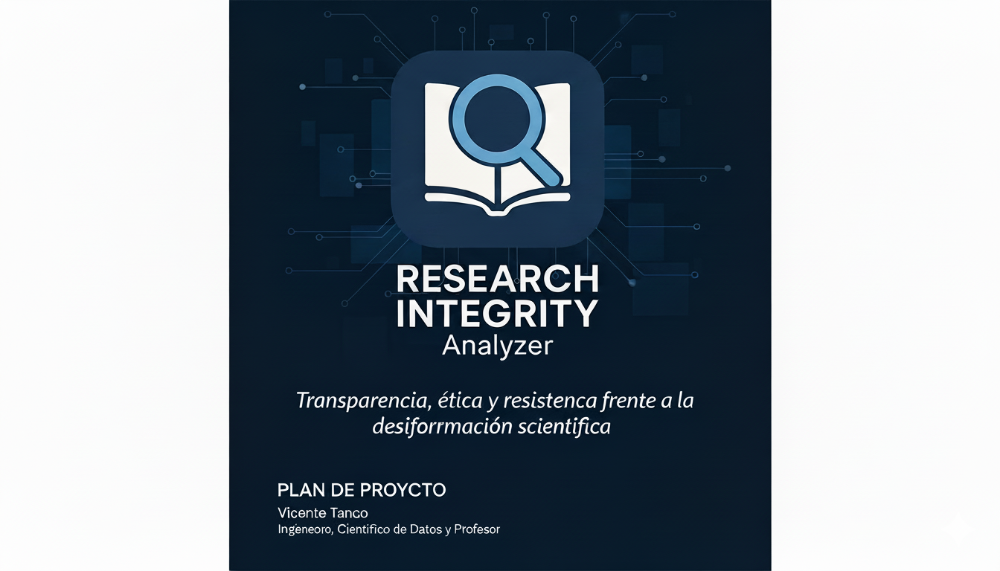 RESEARCH
INTEGRITY
Analyzer
Transparencia, ética y resistenca frente a la
desiforrmación scientifica
PLAN DE PROYCTO
Vicente Tanco
Ingeneoro, Cientifico de Datos y Profesor